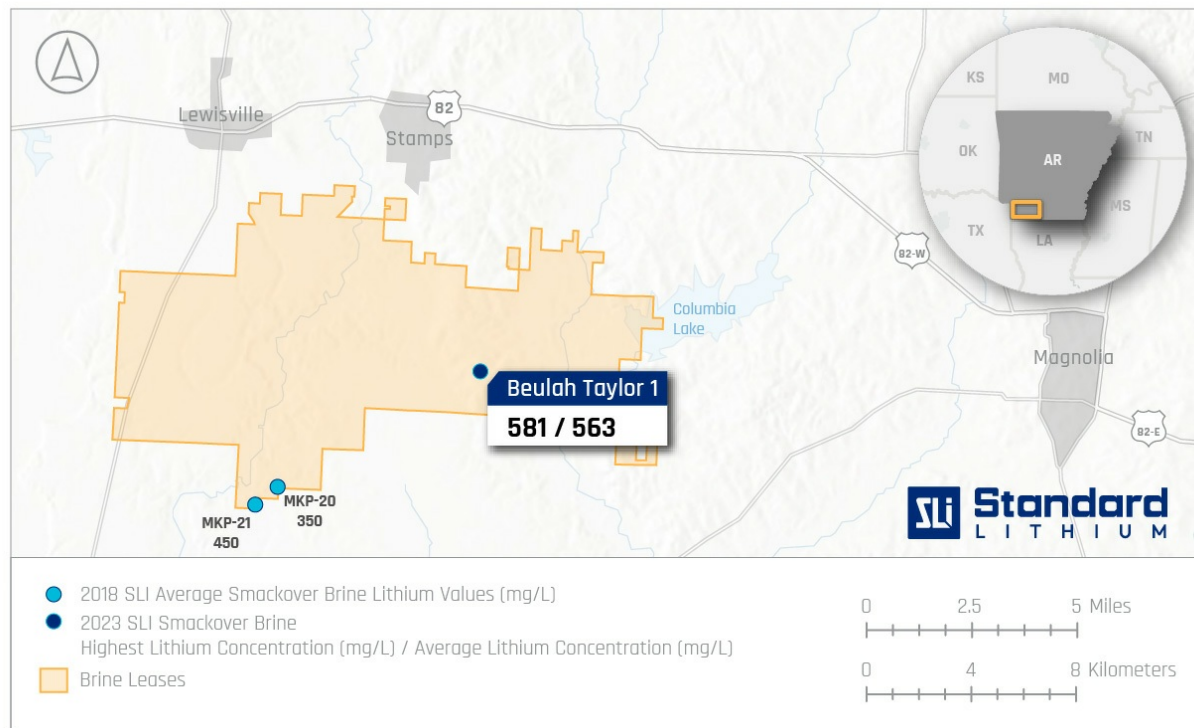 Lewisville
Stamps
82
KS
MO
OK
AR
TN
MS
TX
LA
82-W
Columbia
Lake
Magnolia
82-E
Beulah Taylor 1
581 / 563
MKP-20
350
MKP-21
450
SLi Standard
LITHIUM
2018 SLI Average Smackover Brine Lithium Values (mg/L)
2023 SLI Smackover Brine
Highest Lithium Concentration (mg/L) / Average Lithium Concentration (mg/L)
Brine Leases
0 2.5 5 Miles
0 4 8 Kilometers